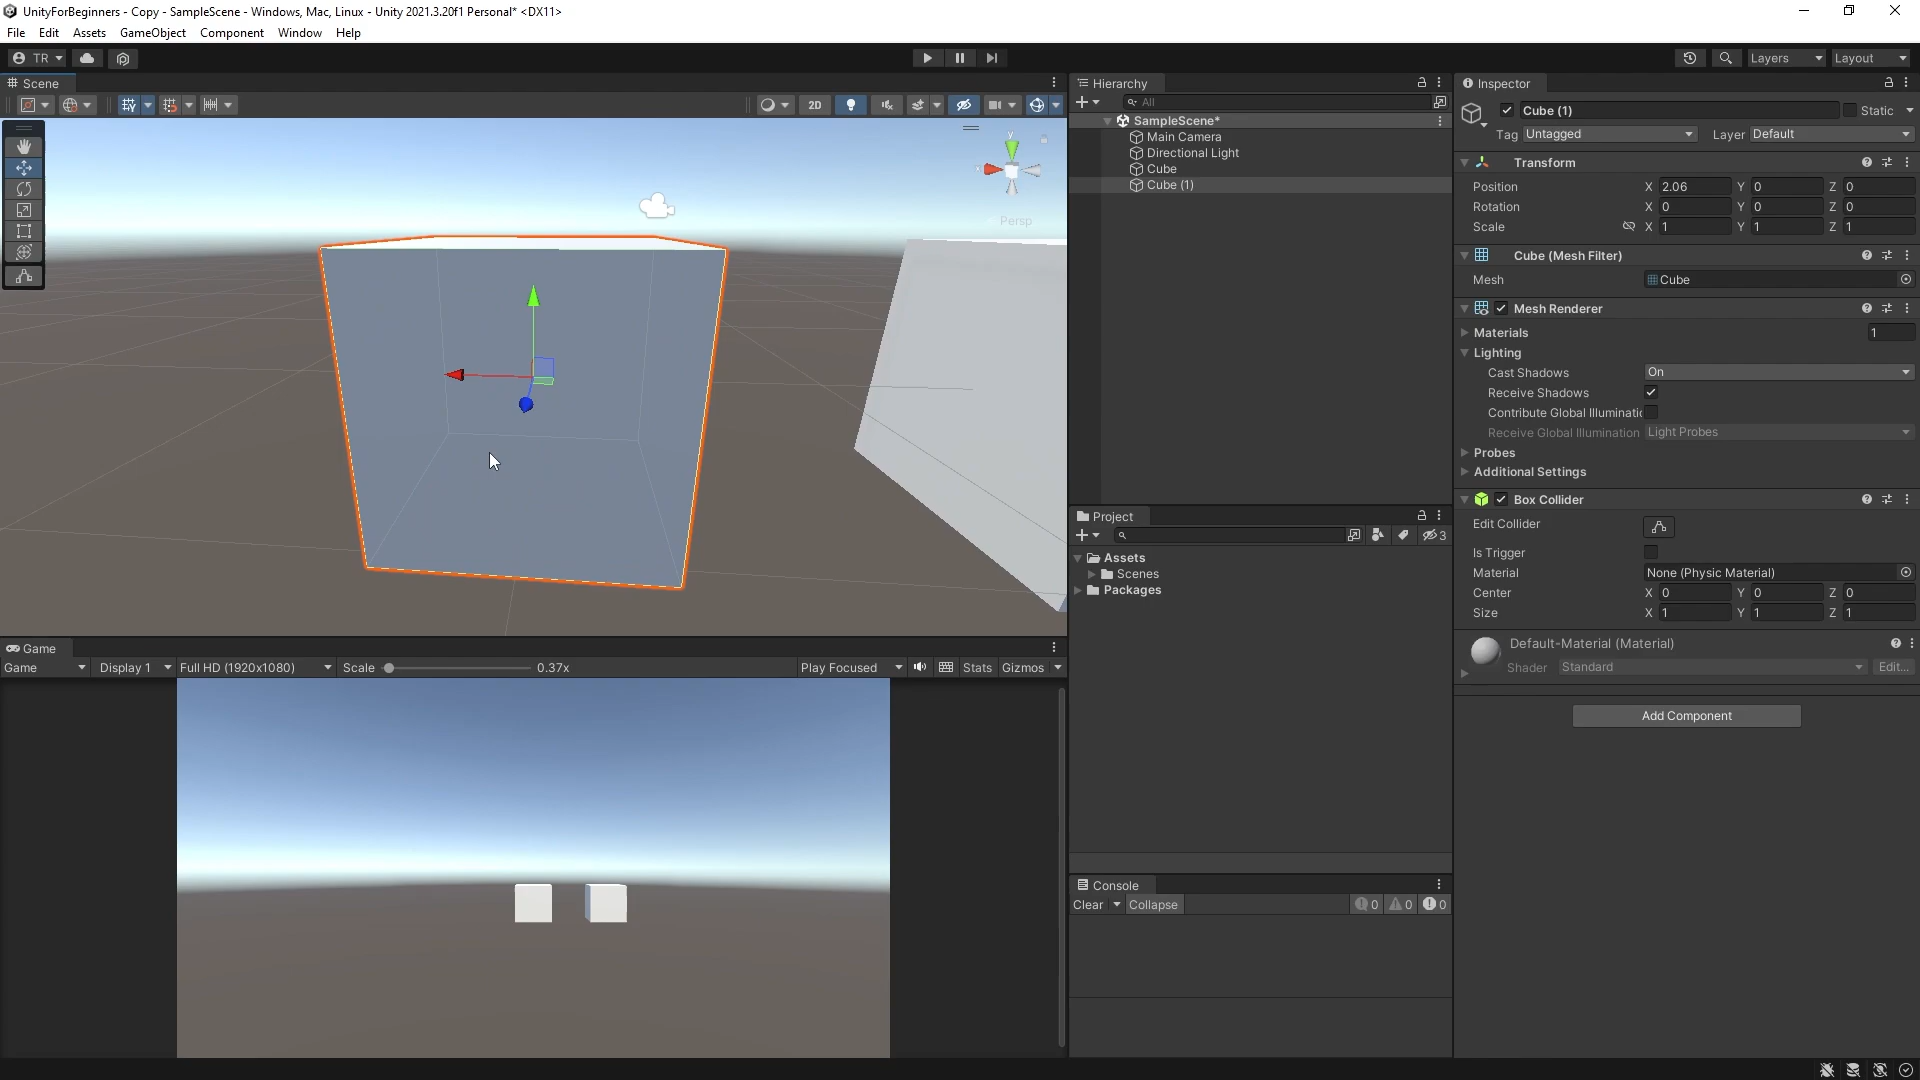 UnityForBeginners - Copy - SampleScene - Windows, Mac, Linux - Unity 2021.3.20f1 Personal* <DX11>
File Edit Assets GameObject Component Window Help
TR Layers Layout
Scene
2D
y
Persp
Hierarchy
All
SampleScene*
Main Camera
Directional Light
Cube
Cube (1)
Project
3
Assets
Scenes
Packages
Console
Clear Collapse 0 0 0
Inspector
Cube (1) Static
Tag Untagged Layer Default
Transform
Position X 2.06 Y 0 Z 0
Rotation X 0 Y 0 Z 0
Scale X 1 Y 1 Z 1
Cube (Mesh Filter)
Mesh Cube
Mesh Renderer
Materials 1
Lighting
Cast Shadows On
Receive Shadows
Contribute Global Illuminatic
Receive Global Illumination Light Probes
Probes
Additional Settings
Box Collider
Edit Collider
Is Trigger
Material None (Physic Material)
Center X 0 Y 0 Z 0
Size X 1 Y 1 Z 1
Default-Material (Material)
Shader Standard Edit...
Add Component
Game
Game Display 1 Full HD (1920x1080) Scale 0.37x Play Focused Stats Gizmos